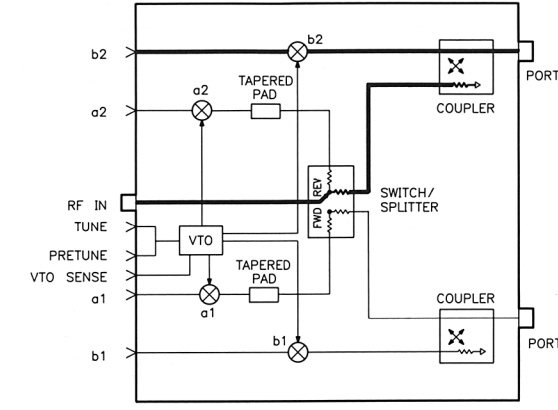 b2
b2
PORT
TAPERED
PAD
a2
a2
COUPLER
REV
RF IN
SWITCH/
SPLITTER
FWD
TUNE
VTO
PRETUNE
VTO SENSE
TAPERED
PAD
a1
a1
COUPLER
b1
b1
PORT